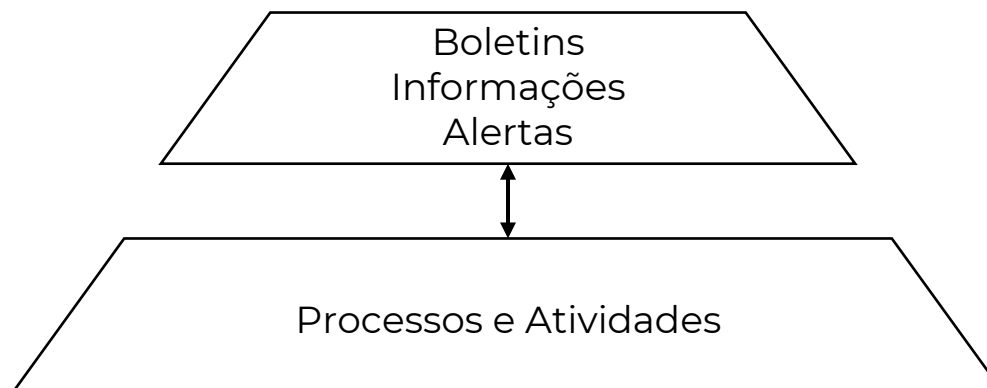 Boletins
Informações
Alertas
Processos e Atividades